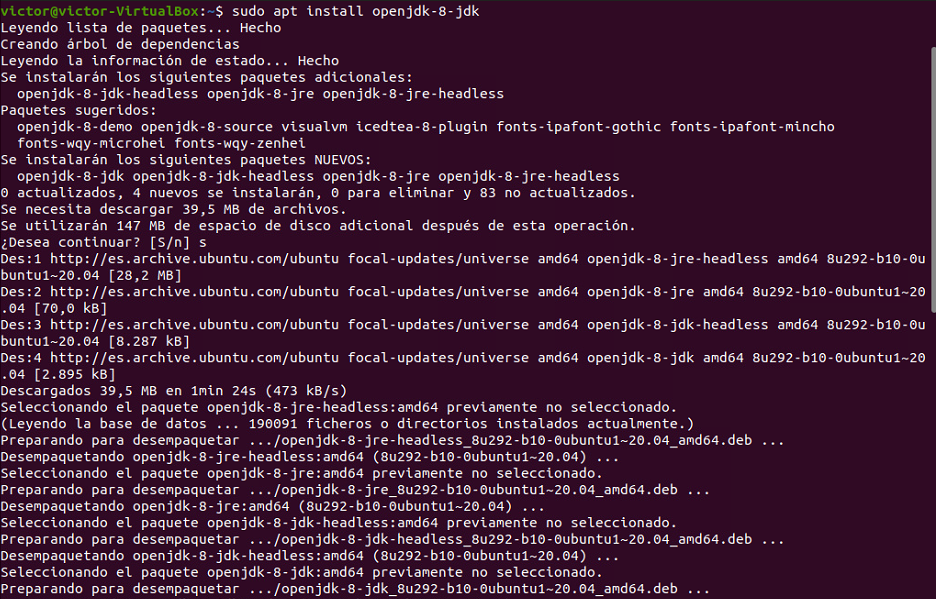 victor@victor-VirtualBox:~$ sudo apt install openjdk-8-jdk
Leyendo lista de paquetes... Hecho
Creando árbol de dependencias
Leyendo la información de estado... Hecho
Se instalarán los siguientes paquetes adicionales:
  openjdk-8-jdk-headless openjdk-8-jre openjdk-8-jre-headless
Paquetes sugeridos:
  openjdk-8-demo openjdk-8-source visualvm icedtea-8-plugin fonts-ipafont-gothic fonts-ipafont-mincho
  fonts-wqy-microhei fonts-wqy-zenhei
Se instalarán los siguientes paquetes NUEVOS:
  openjdk-8-jdk openjdk-8-jdk-headless openjdk-8-jre openjdk-8-jre-headless
0 actualizados, 4 nuevos se instalarán, 0 para eliminar y 83 no actualizados.
Se necesita descargar 39,5 MB de archivos.
Se utilizarán 147 MB de espacio de disco adicional después de esta operación.
¿Desea continuar? [S/n] s
Des:1 http://es.archive.ubuntu.com/ubuntu focal-updates/universe amd64 openjdk-8-jre-headless amd64 8u292-b10-0u
buntu1~20.04 [28,2 MB]
Des:2 http://es.archive.ubuntu.com/ubuntu focal-updates/universe amd64 openjdk-8-jre amd64 8u292-b10-0ubuntu1~20
.04 [70,0 kB]
Des:3 http://es.archive.ubuntu.com/ubuntu focal-updates/universe amd64 openjdk-8-jdk-headless amd64 8u292-b10-0u
buntu1~20.04 [8.287 kB]
Des:4 http://es.archive.ubuntu.com/ubuntu focal-updates/universe amd64 openjdk-8-jdk amd64 8u292-b10-0ubuntu1~20
.04 [2.895 kB]
Descargados 39,5 MB en 1min 24s (473 kB/s)
Seleccionando el paquete openjdk-8-jre-headless:amd64 previamente no seleccionado.
(Leyendo la base de datos ... 190091 ficheros o directorios instalados actualmente.)
Preparando para desempaquetar .../openjdk-8-jre-headless_8u292-b10-0ubuntu1~20.04_amd64.deb ...
Desempaquetando openjdk-8-jre-headless:amd64 (8u292-b10-0ubuntu1~20.04) ...
Seleccionando el paquete openjdk-8-jre:amd64 previamente no seleccionado.
Preparando para desempaquetar .../openjdk-8-jre_8u292-b10-0ubuntu1~20.04_amd64.deb ...
Desempaquetando openjdk-8-jre:amd64 (8u292-b10-0ubuntu1~20.04) ...
Seleccionando el paquete openjdk-8-jdk-headless:amd64 previamente no seleccionado.
Preparando para desempaquetar .../openjdk-8-jdk-headless_8u292-b10-0ubuntu1~20.04_amd64.deb ...
Desempaquetando openjdk-8-jdk-headless:amd64 (8u292-b10-0ubuntu1~20.04) ...
Seleccionando el paquete openjdk-8-jdk:amd64 previamente no seleccionado.
Preparando para desempaquetar .../openjdk-8-jdk_8u292-b10-0ubuntu1~20.04_amd64.deb ...